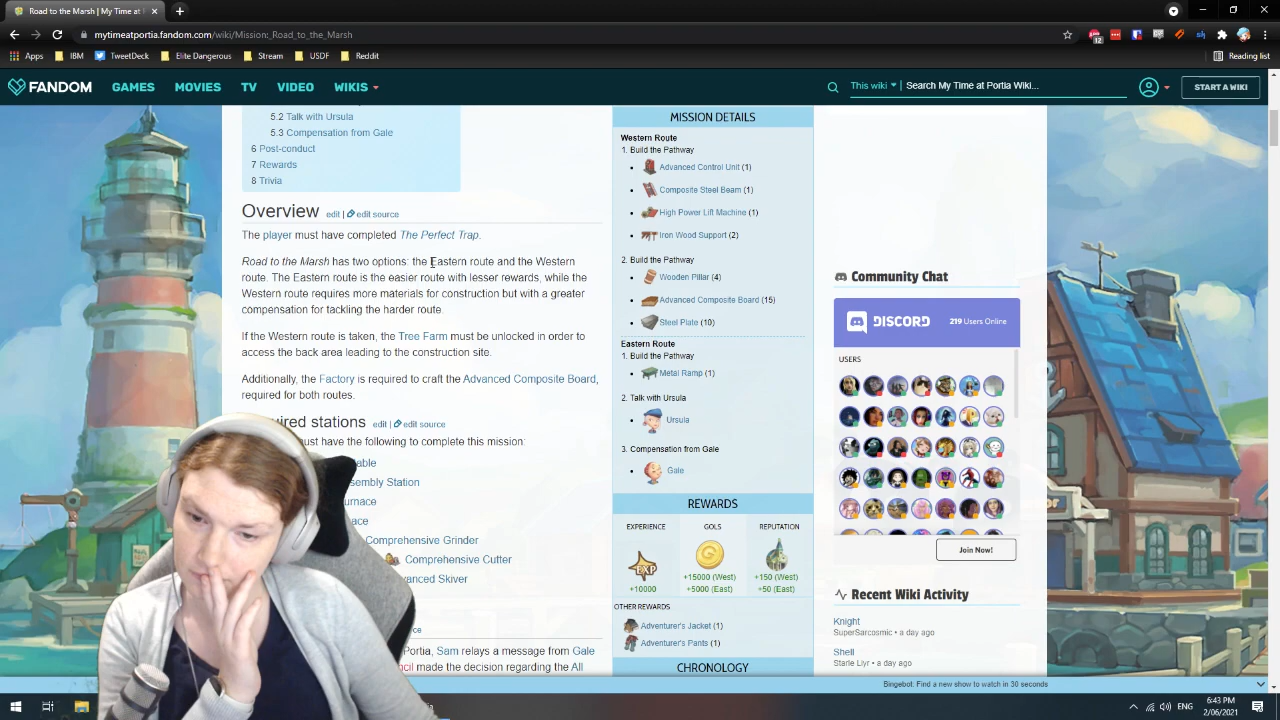 My Time at Portia
mytimeatportia.fandom.com/wiki/Mission:_Road_to_the_Marsh
12
Apps
IBM
TweetDeck
Elite Dangerous
Stream
USDF
Reddit
Reading list
FANDOM
GAMES
MOVIES
TV
VIDEO
WIKIS
This wiki
Search My Time at Portia Wiki...
START A WIKI
5.2 Talk with Ursula
5.3 Compensation from Gale
6 Post-conduct
7 Rewards
8 Trivia
Overview edit | edit source
The player must have completed The Perfect Trap.
Road to the Marsh has two options: the Eastern route and the Western
route. The Eastern route is the easier route with lesser rewards, while the
Western route requires more materials for construction but with a greater
compensation for tackling the harder route.
If the Western route is taken, the Tree Farm must be unlocked in order to
access the back area leading to the construction site.
Additionally, the Factory is required to craft the Advanced Composite Board,
required for both routes.
ired stations edit | edit source
must have the following to complete this mission:
able
sembly Station
urnace
ace
Comprehensive Grinder
Comprehensive Cutter
vanced Skiver
rce
Portia, Sam relays a message from Gale
ncil made the decision regarding the All
MISSION DETAILS
Western Route
1. Build the Pathway
• Advanced Control Unit (1)
• Composite Steel Beam (1)
• High Power Lift Machine (1)
• Iron Wood Support (2)
2. Build the Pathway
• Wooden Pillar (4)
• Advanced Composite Board (15)
• Steel Plate (10)
Eastern Route
1. Build the Pathway
• Metal Ramp (1)
2. Talk with Ursula
• Ursula
3. Compensation from Gale
• Gale
REWARDS
EXPERIENCE
GOLS
REPUTATION
EXP
+10000
+15000 (West)
+5000 (East)
+150 (West)
+50 (East)
OTHER REWARDS
Adventurer's Jacket (1)
Adventurer's Pants (1)
CHRONOLOGY
Community Chat
DISCORD
219 Users Online
USERS
Join Now!
Recent Wiki Activity
Knight
SuperSarcosmic • a day ago
Shell
Starle Llyr • a day ago
Bingebot: Find a new show to watch in 30 seconds
ENG
6:43 PM
2/06/2021